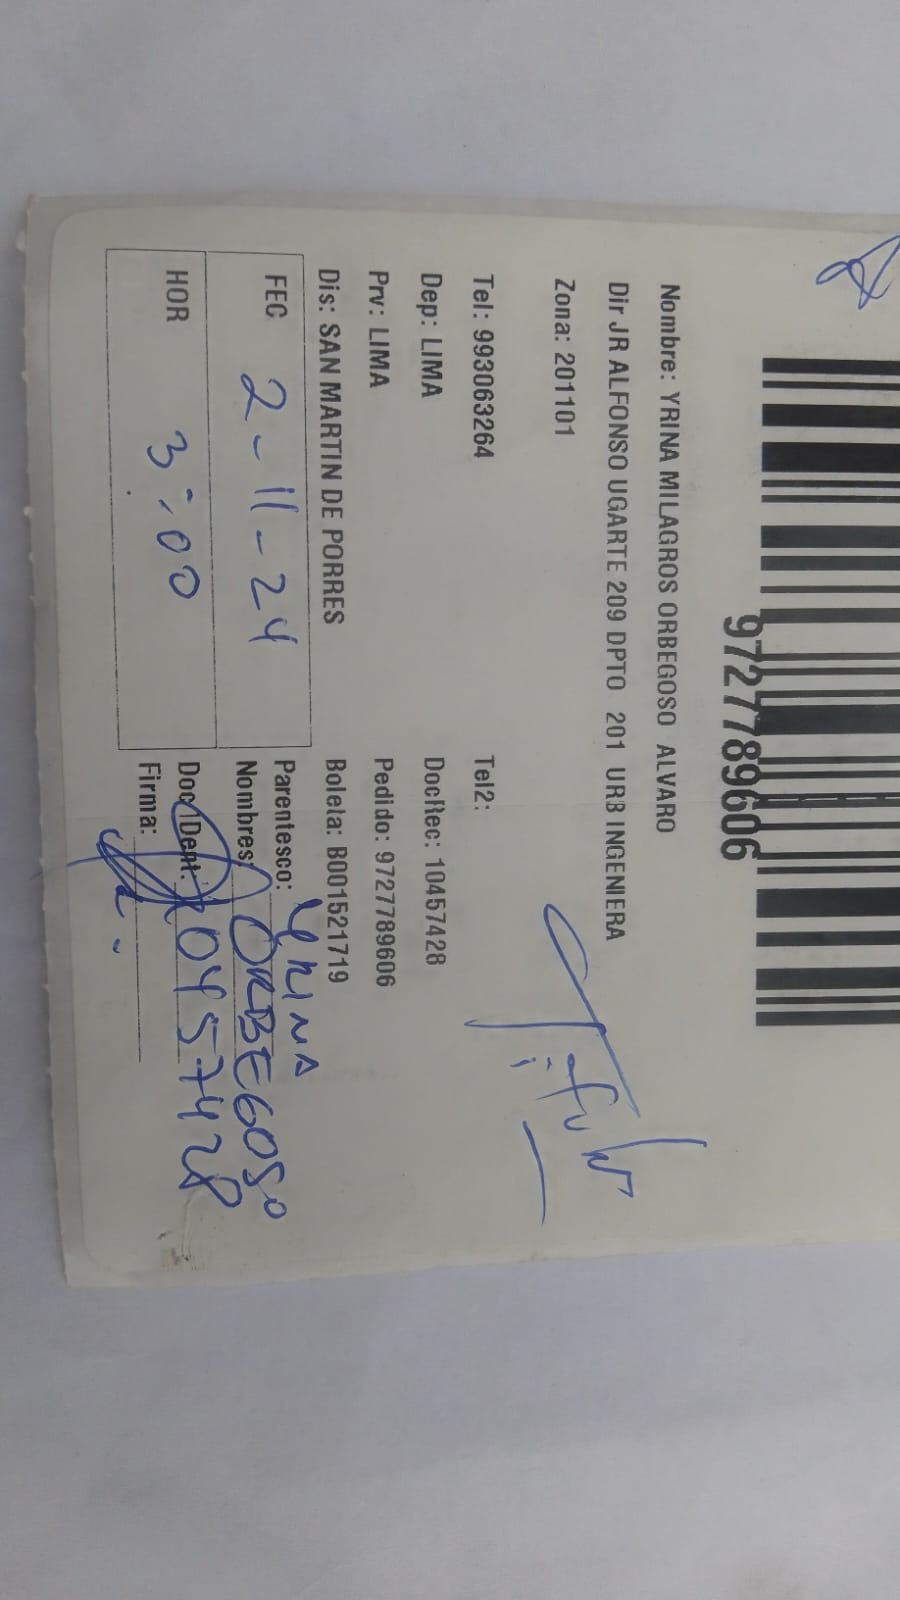 9727789606
Nombre: YRINA MILAGROS ORBEGOSO ALVARO
Dir JR ALFONSO UGARTE 209 DPTO 201 URB INGENIERA
Zona: 201101
Tel: 993063264 Tel2:
Dep: LIMA DocRec: 10457428
Prv: LIMA Pedido: 9727789606
Dis: SAN MARTIN DE PORRES Boleta: B001521719
FEC 2-11-24
HOR 3:00
Parentesco: YRINA
Nombres: ORBEGOSO
Doc IDent: 10457428
Firma: